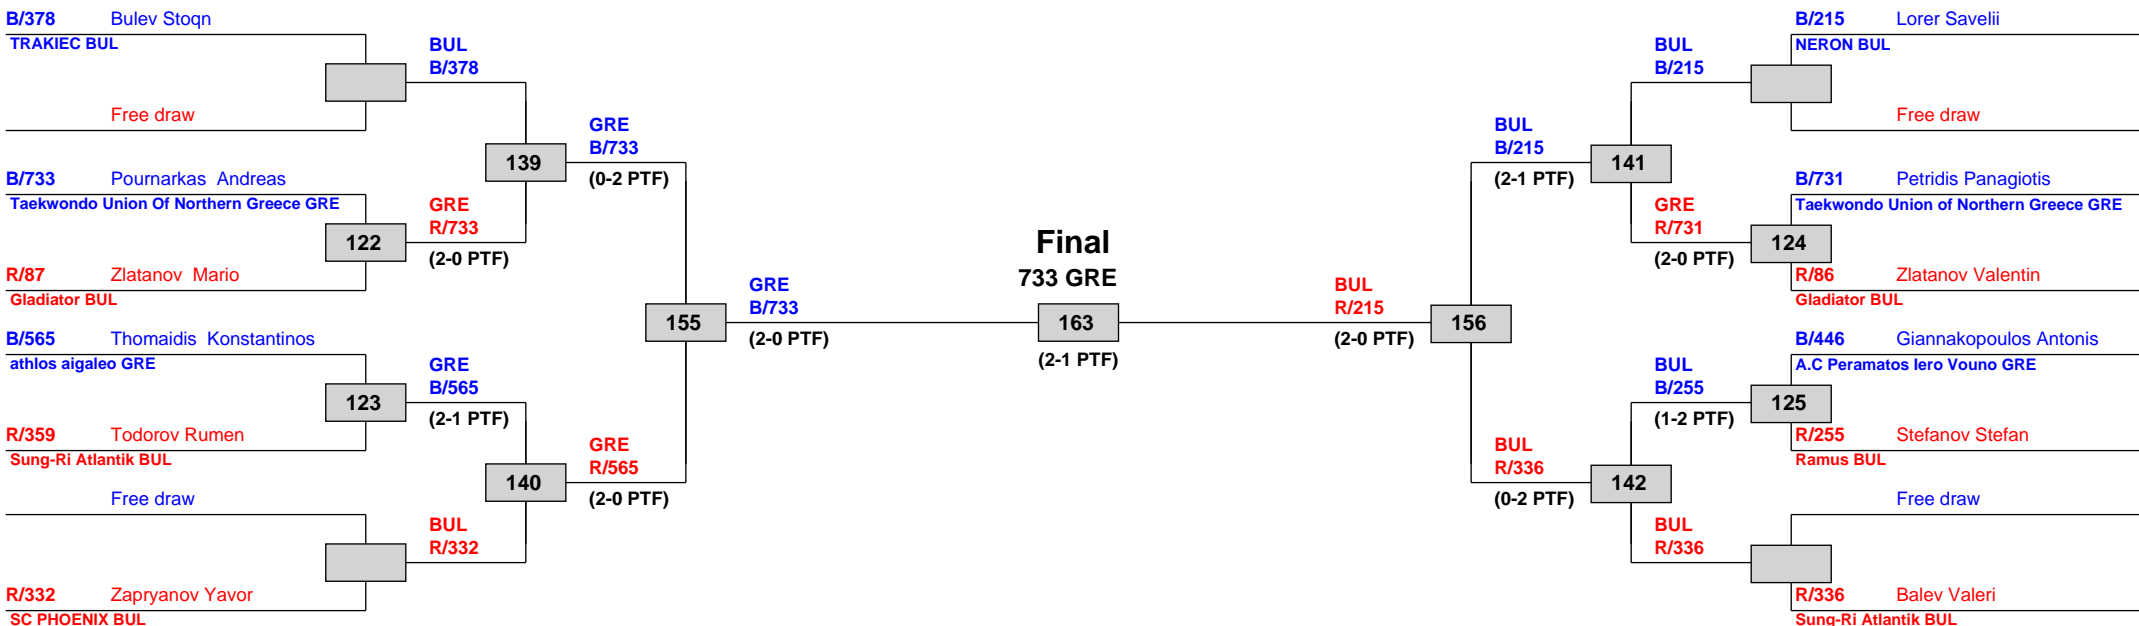 B/378 Bulev Stoqn
TRAKIEC BUL
Free draw
B/733 Pournarkas Andreas
Taekwondo Union Of Northern Greece GRE
R/87 Zlatanov Mario
Gladiator BUL
B/565 Thomaidis Konstantinos
athlos aigaleo GRE
R/359 Todorov Rumen
Sung-Ri Atlantik BUL
Free draw
R/332 Zapryanov Yavor
SC PHOENIX BUL
BUL
B/378
122
GRE
R/733
(2-0 PTF)
123
GRE
B/565
(2-1 PTF)
BUL
R/332
139
GRE
B/733
(0-2 PTF)
140
GRE
R/565
(2-0 PTF)
155
GRE
B/733
(2-0 PTF)
Final
733 GRE
163
(2-1 PTF)
BUL
R/215
(2-0 PTF)
156
BUL
B/215
(2-1 PTF)
141
BUL
R/336
(0-2 PTF)
142
BUL
B/215
GRE
R/731
(2-0 PTF)
124
BUL
B/255
(1-2 PTF)
125
BUL
R/336
B/215 Lorer Savelii
NERON BUL
Free draw
B/731 Petridis Panagiotis
Taekwondo Union of Northern Greece GRE
R/86 Zlatanov Valentin
Gladiator BUL
B/446 Giannakopoulos Antonis
A.C Peramatos Iero Vouno GRE
R/255 Stefanov Stefan
Ramus BUL
Free draw
R/336 Balev Valeri
Sung-Ri Atlantik BUL